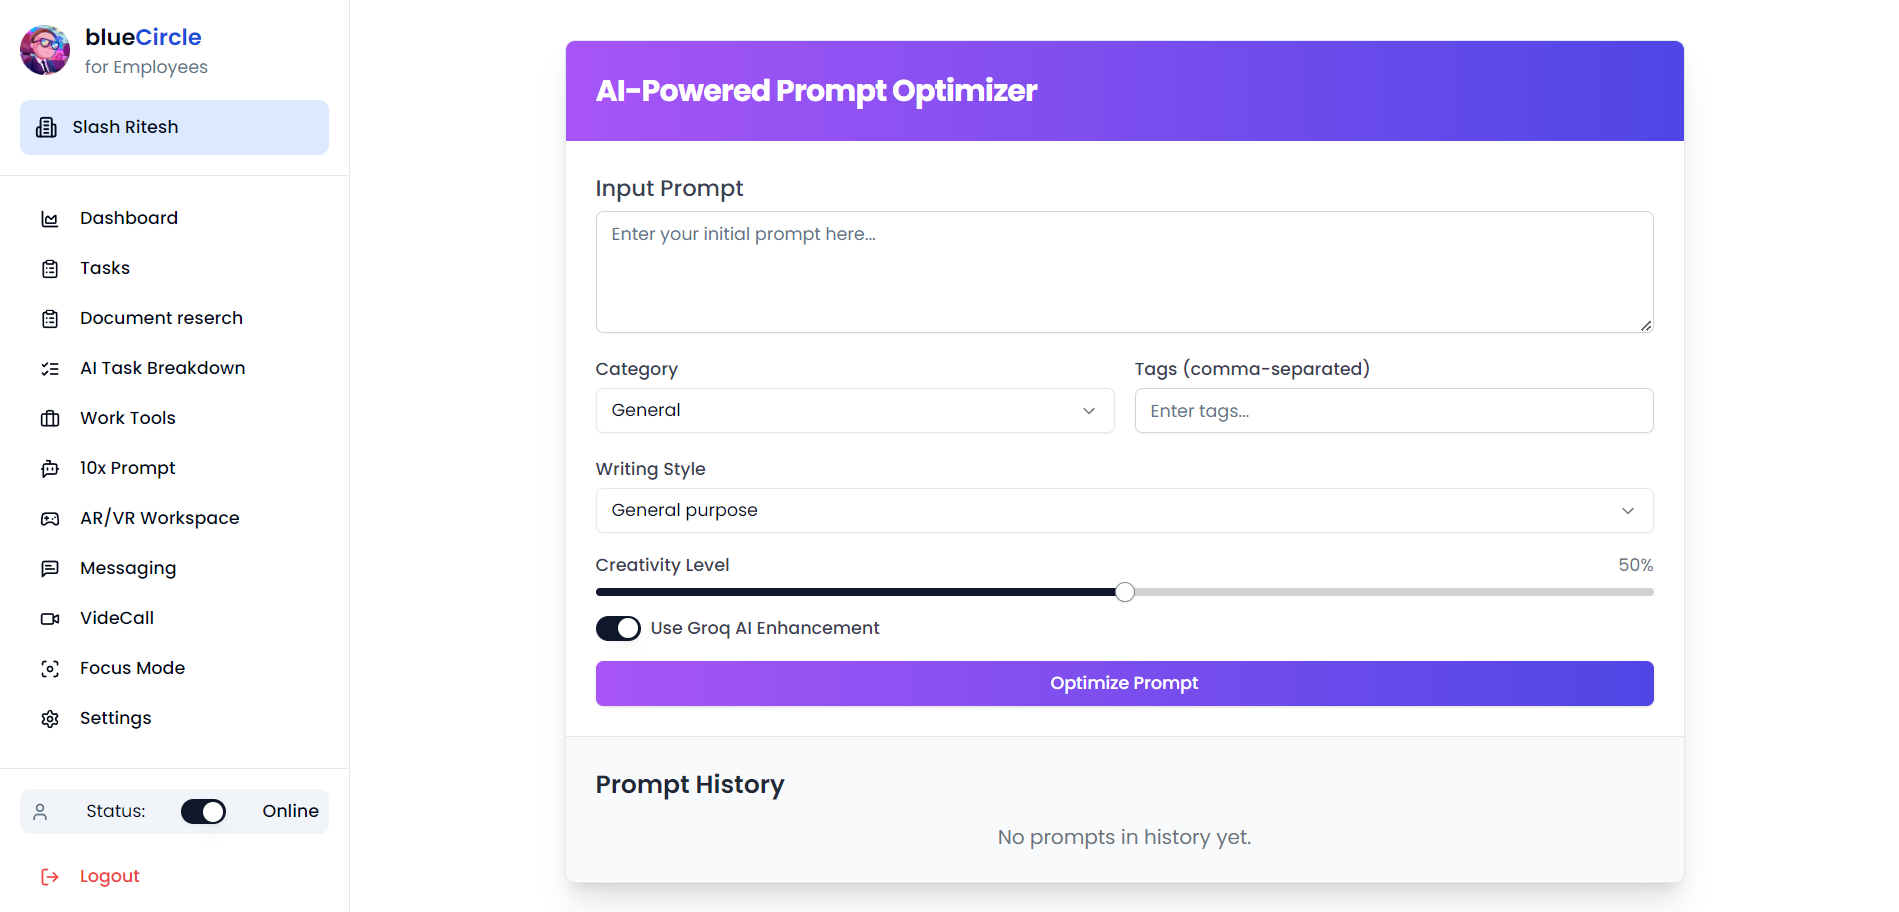 blueCircle
for Employees
Slash Ritesh
Dashboard
Tasks
Document reserch
AI Task Breakdown
Work Tools
10x Prompt
AR/VR Workspace
Messaging
VideCall
Focus Mode
Settings
Status: Online
Logout
AI-Powered Prompt Optimizer
Input Prompt
Enter your initial prompt here...
Category
General
Tags (comma-separated)
Enter tags...
Writing Style
General purpose
Creativity Level 50%
Use Groq AI Enhancement
Optimize Prompt
Prompt History
No prompts in history yet.